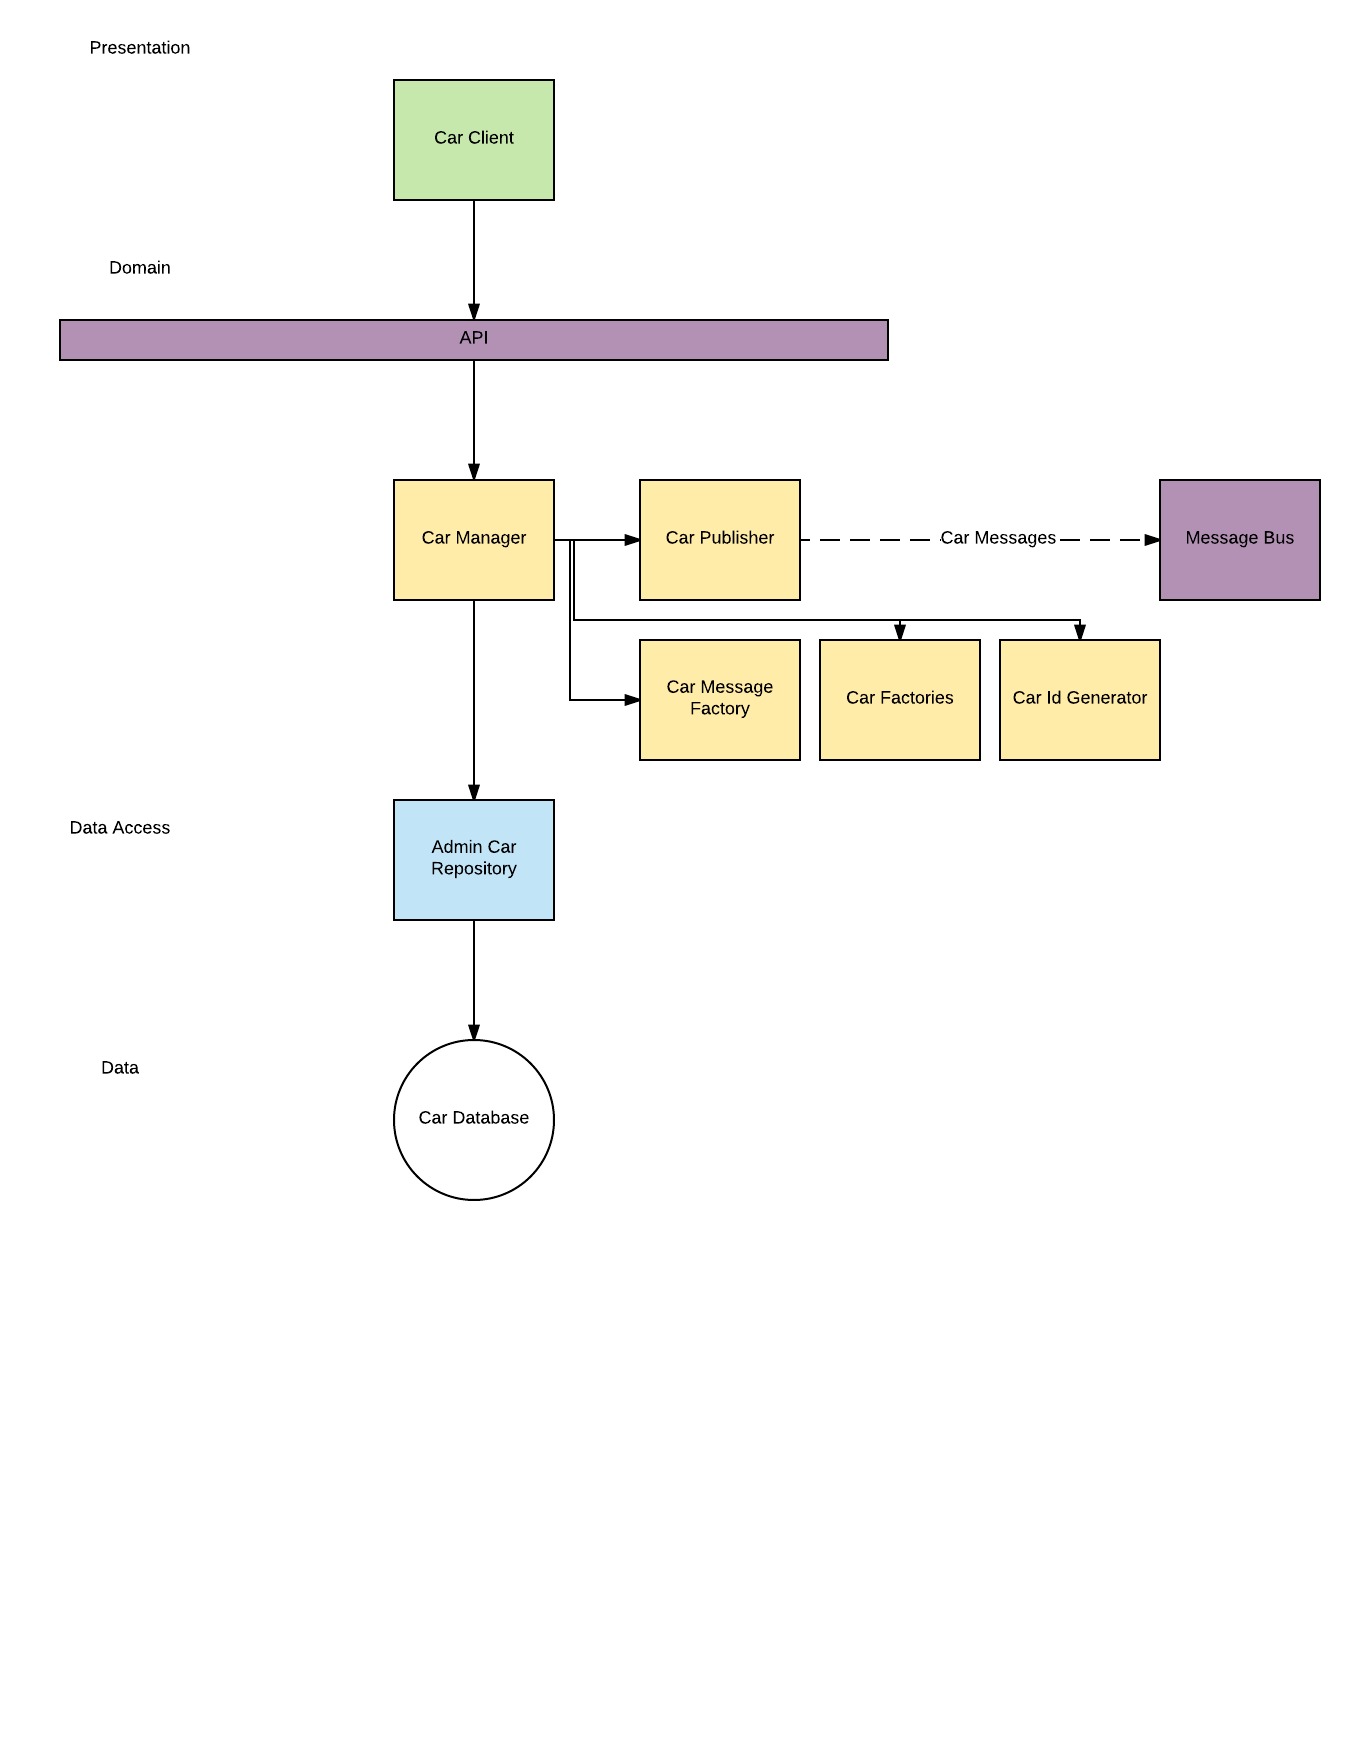 Presentation
Car Client
Domain
API
Car Manager
Car Publisher
Car Messages
Message Bus
Car Message
Factory
Car Factories
Car Id Generator
Data Access
Admin Car
Repository
Data
Car Database